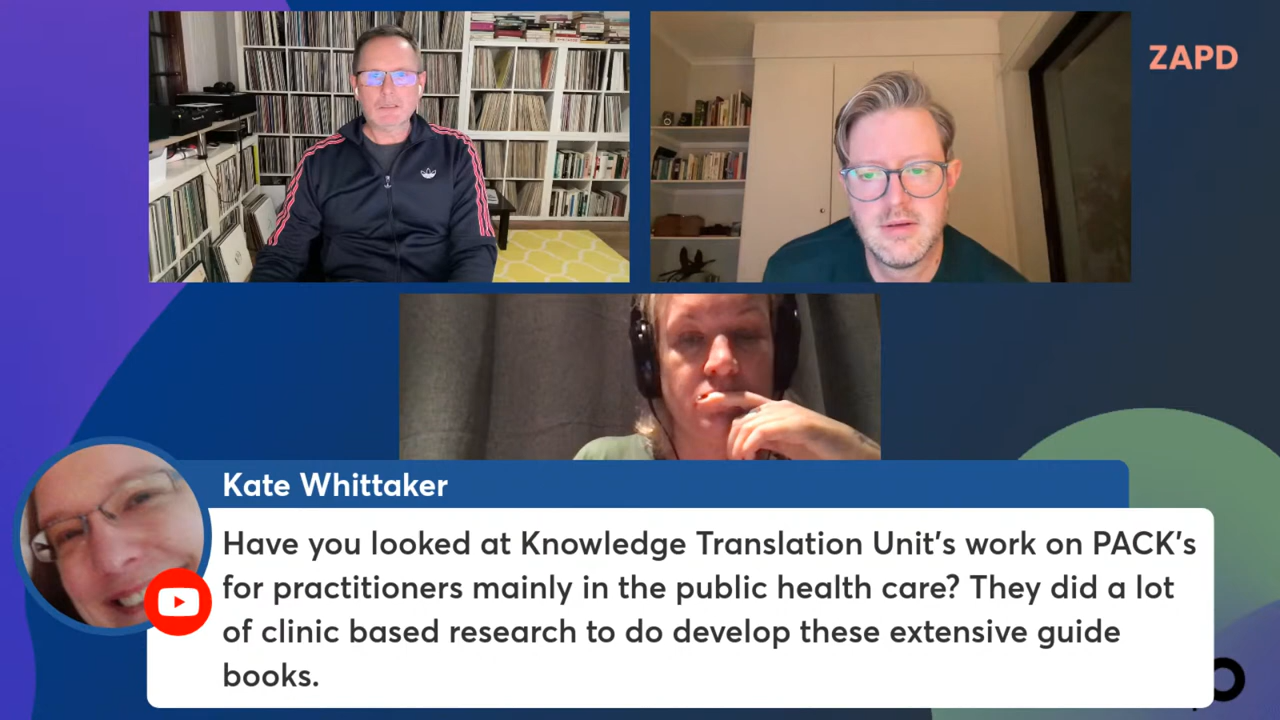 ZAPD
Kate Whittaker
Have you looked at Knowledge Translation Unit's work on PACK's
for practitioners mainly in the public health care? They did a lot
of clinic based research to do develop these extensive guide
books.